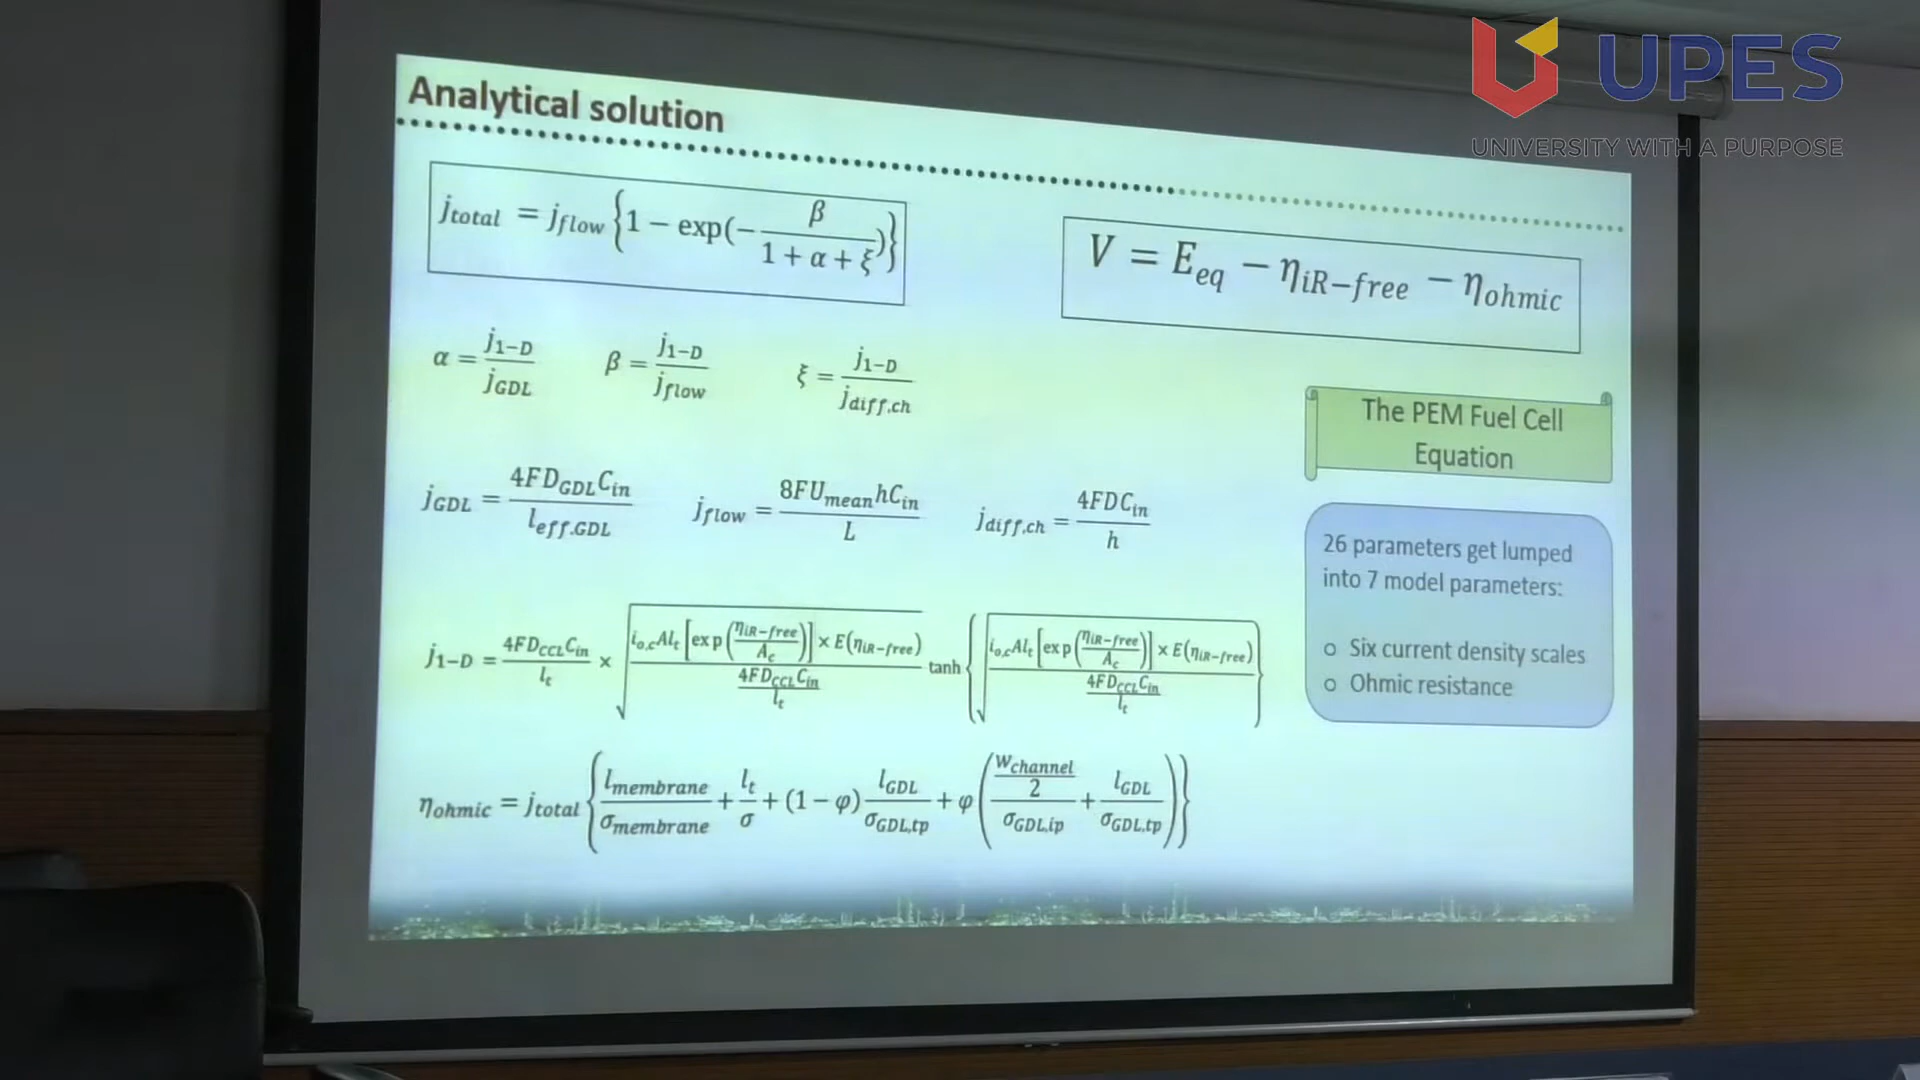 UPES
UNIVERSITY WITH A PURPOSE
Analytical solution
j_total = j_flow {1 − exp(− β / (1 + α + ξ))}
V = E_eq − η_iR−free − η_ohmic
α = j_1−D / j_GDL
β = j_1−D / j_flow
ξ = j_1−D / j_diff,ch
The PEM Fuel Cell
Equation
j_GDL = 4FD_GDL C_in / l_eff.GDL
j_flow = 8FU_mean hC_in / L
j_diff,ch = 4FDC_in / h
26 parameters get lumped
into 7 model parameters:
o Six current density scales
o Ohmic resistance
j_1−D = 4FD_CCL C_in / l_t × √( i_o,c Al_t [exp(η_iR−free / A_c)] × E(η_iR−free) / (4FD_CCL C_in / l_t) ) tanh {√( i_o,c Al_t [exp(η_iR−free / A_c)] × E(η_iR−free) / (4FD_CCL C_in / l_t) )}
η_ohmic = j_total { l_membrane / σ_membrane + l_t / σ + (1 − φ) l_GDL / σ_GDL,tp + φ ( (w_channel / 2) / σ_GDL,ip + l_GDL / σ_GDL,tp ) }